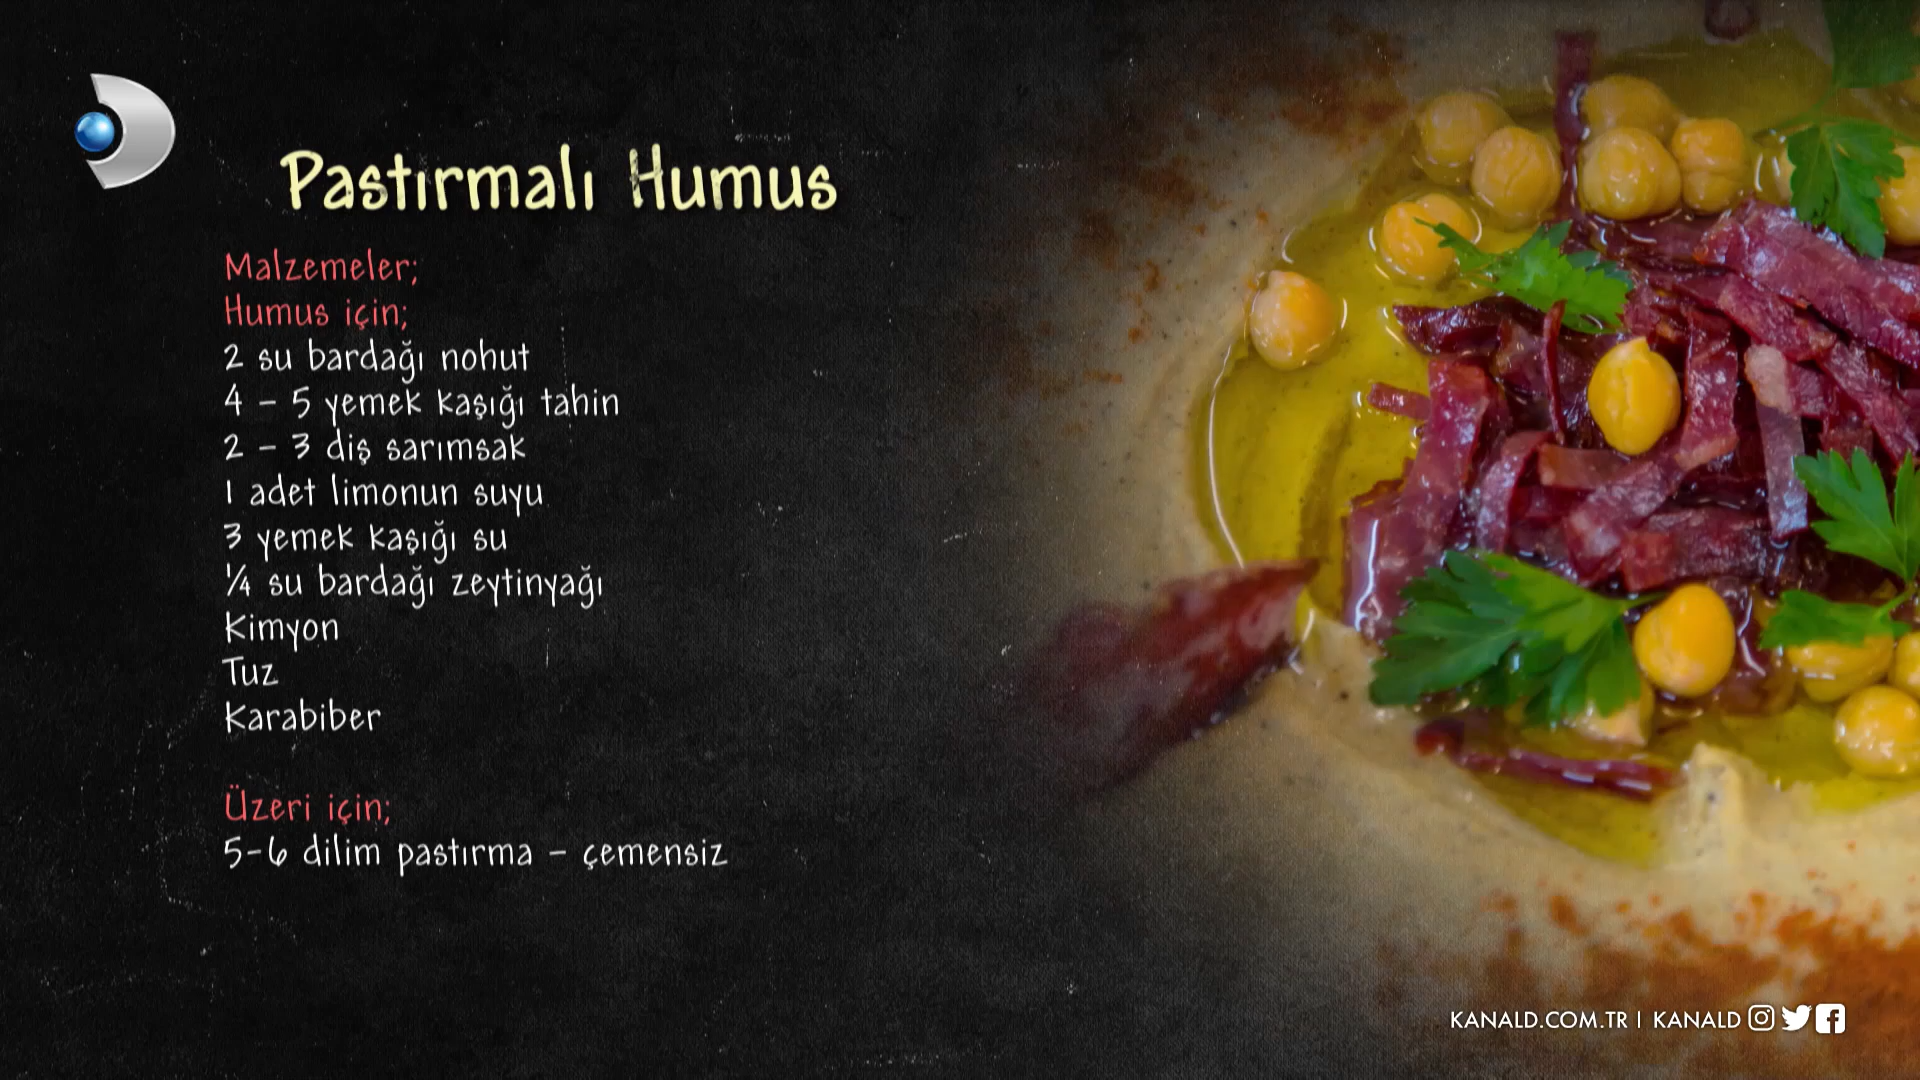 Pastırmalı Humus
Malzemeler;
Humus için;
2 su bardağı nohut
4 – 5 yemek kaşığı tahin
2 – 3 diş sarımsak
1 adet limonun suyu
3 yemek kaşığı su
¼ su bardağı zeytinyağı
Kimyon
Tuz
Karabiber
Üzeri için;
5-6 dilim pastırma – çemensiz
KANALD.COM.TR | KANALD